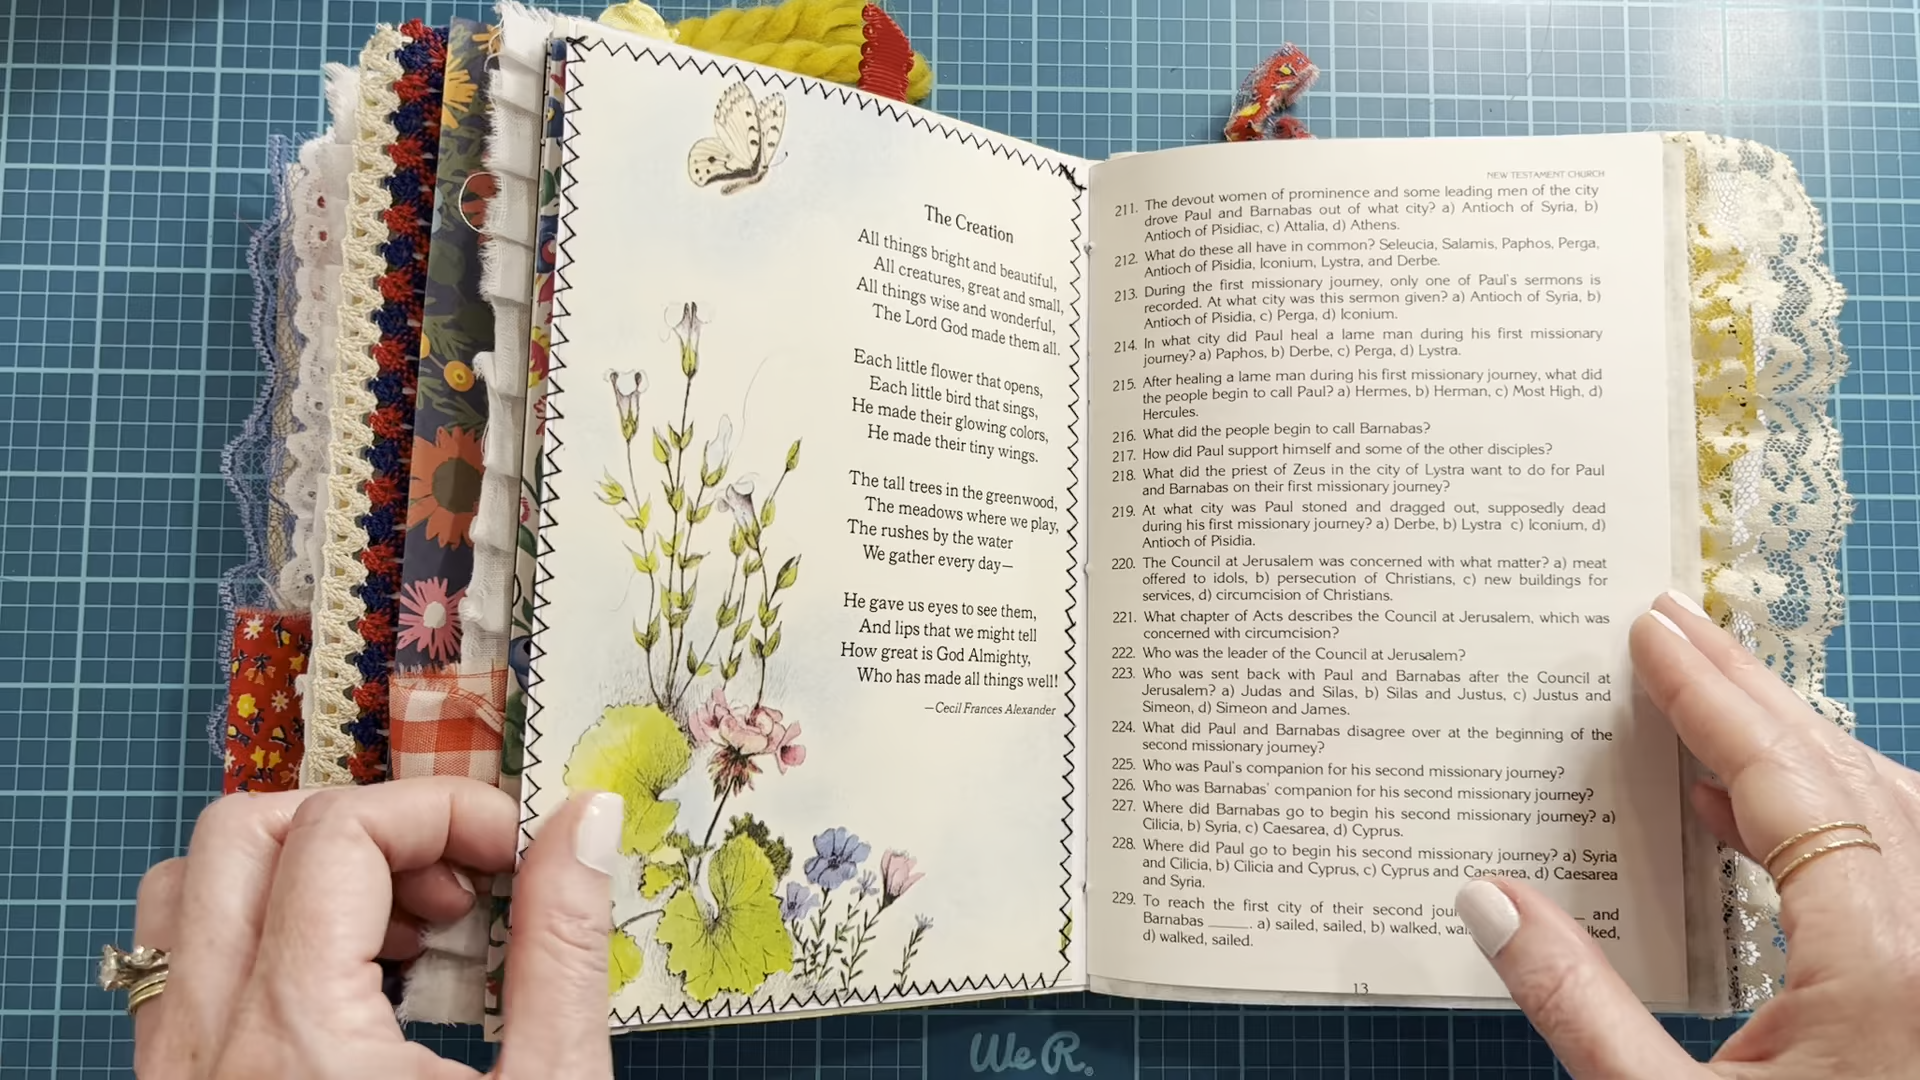 The Creation
All things bright and beautiful,
All creatures, great and small,
All things wise and wonderful,
The Lord God made them all.
Each little flower that opens,
Each little bird that sings,
He made their glowing colors,
He made their tiny wings.
The tall trees in the greenwood,
The meadows where we play,
The rushes by the water
We gather every day—
He gave us eyes to see them,
And lips that we might tell
How great is God Almighty,
Who has made all things well!
—Cecil Frances Alexander
NEW TESTAMENT CHURCH
211. The devout women of prominence and some leading men of the city
drove Paul and Barnabas out of what city? a) Antioch of Syria, b)
Antioch of Pisidiac, c) Attalia, d) Athens.
212. What do these all have in common? Seleucia, Salamis, Paphos, Perga,
Antioch of Pisidia, Iconium, Lystra, and Derbe.
213. During the first missionary journey, only one of Paul's sermons is
recorded. At what city was this sermon given? a) Antioch of Syria, b)
Antioch of Pisidia, c) Perga, d) Iconium.
214. In what city did Paul heal a lame man during his first missionary
journey? a) Paphos, b) Derbe, c) Perga, d) Lystra.
215. After healing a lame man during his first missionary journey, what did
the people begin to call Paul? a) Hermes, b) Herman, c) Most High, d)
Hercules.
216. What did the people begin to call Barnabas?
217. How did Paul support himself and some of the other disciples?
218. What did the priest of Zeus in the city of Lystra want to do for Paul
and Barnabas on their first missionary journey?
219. At what city was Paul stoned and dragged out, supposedly dead
during his first missionary journey? a) Derbe, b) Lystra c) Iconium, d)
Antioch of Pisidia.
220. The Council at Jerusalem was concerned with what matter? a) meat
offered to idols, b) persecution of Christians, c) new buildings for
services, d) circumcision of Christians.
221. What chapter of Acts describes the Council at Jerusalem, which was
concerned with circumcision?
222. Who was the leader of the Council at Jerusalem?
223. Who was sent back with Paul and Barnabas after the Council at
Jerusalem? a) Judas and Silas, b) Silas and Justus, c) Justus and
Simeon, d) Simeon and James.
224. What did Paul and Barnabas disagree over at the beginning of the
second missionary journey?
225. Who was Paul's companion for his second missionary journey?
226. Who was Barnabas' companion for his second missionary journey?
227. Where did Barnabas go to begin his second missionary journey? a)
Cilicia, b) Syria, c) Caesarea, d) Cyprus.
228. Where did Paul go to begin his second missionary journey? a) Syria
and Cilicia, b) Cilicia and Cyprus, c) Cyprus and Caesarea, d) Caesarea
and Syria.
229. To reach the first city of their second _ and
Barnabas _____. a) sailed, sailed, b) walked,
d) walked, sailed.
13
We R